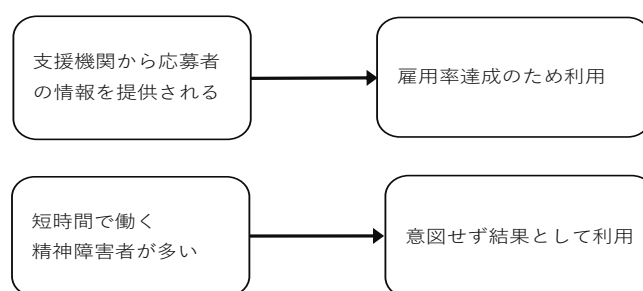 支援機関から応募者
の情報を提供される
雇用率達成のため利用
短時間で働く
精神障害者が多い
意図せず結果として利用